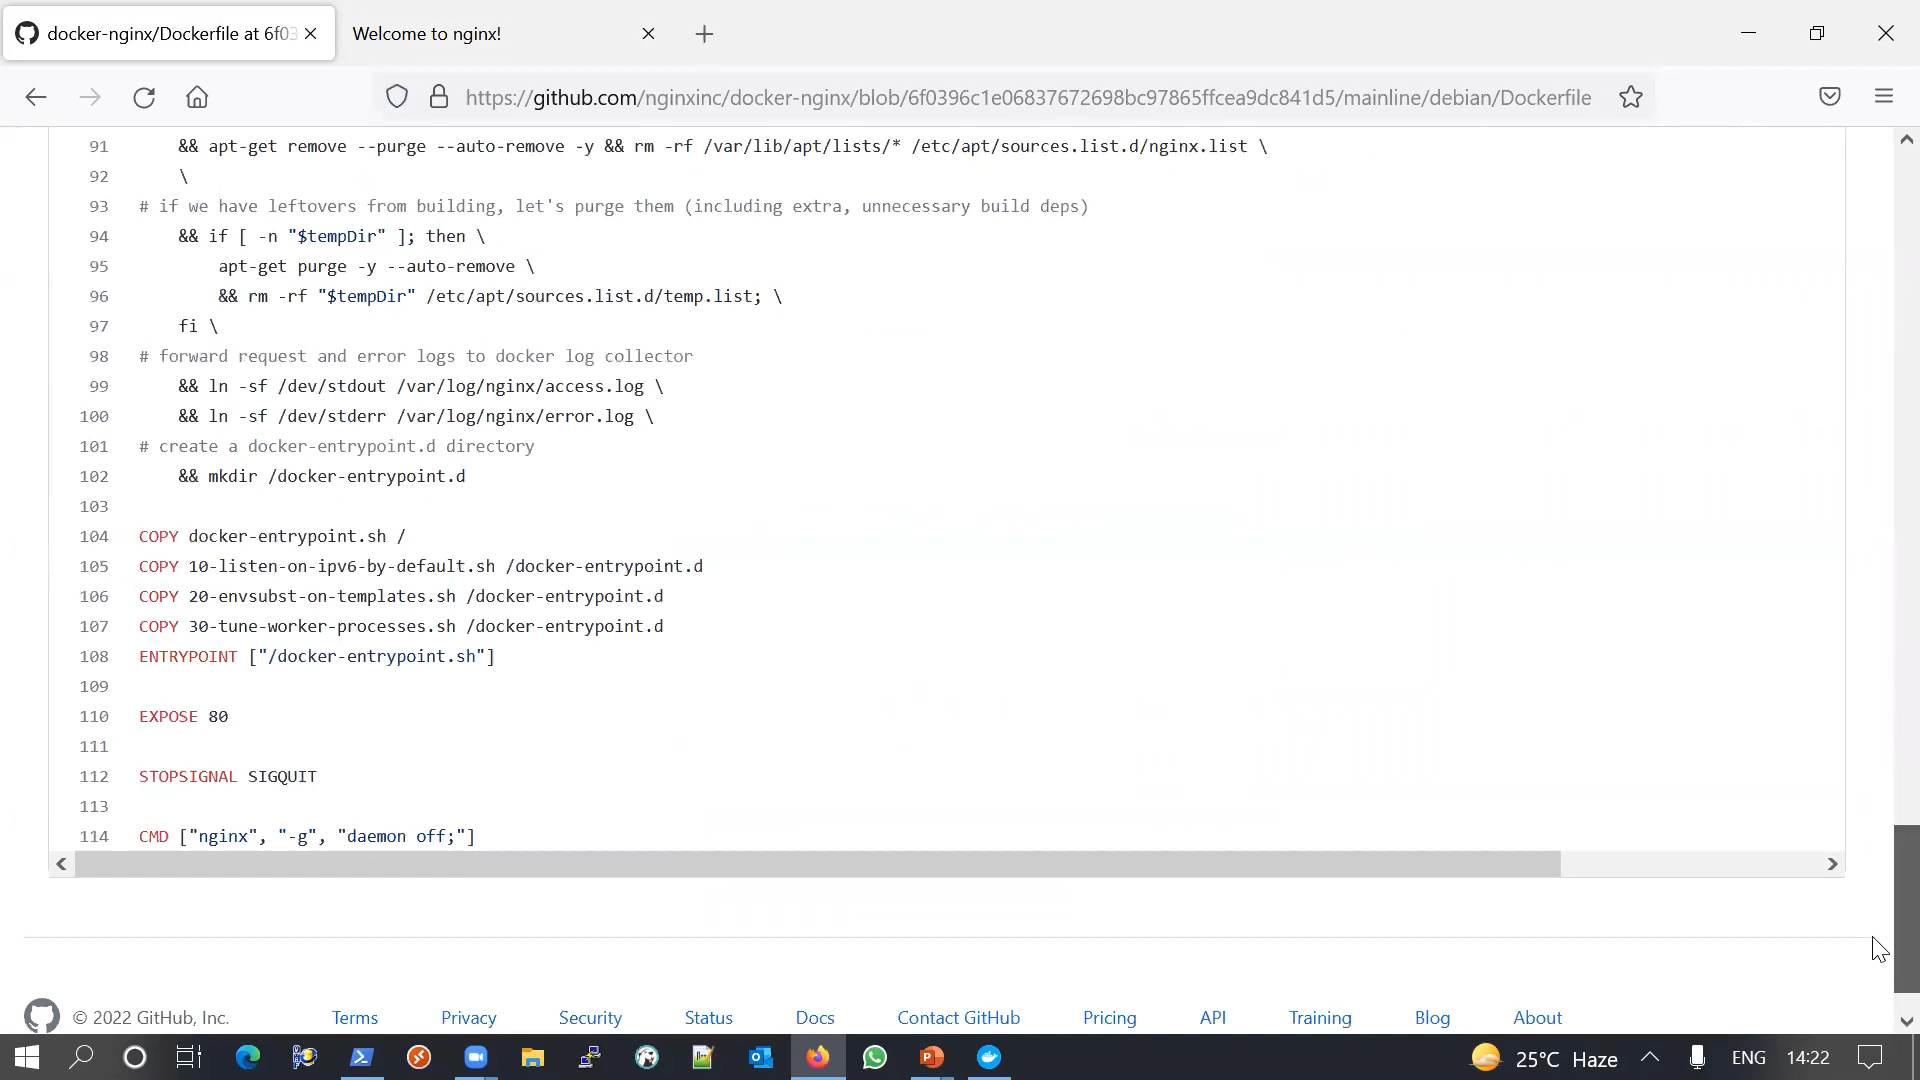 docker-nginx/Dockerfile at 6f03
Welcome to nginx!
https://github.com/nginxinc/docker-nginx/blob/6f0396c1e06837672698bc97865ffcea9dc841d5/mainline/debian/Dockerfile
91 && apt-get remove --purge --auto-remove -y && rm -rf /var/lib/apt/lists/* /etc/apt/sources.list.d/nginx.list \
92 \
93 # if we have leftovers from building, let's purge them (including extra, unnecessary build deps)
94 && if [ -n "$tempDir" ]; then \
95 apt-get purge -y --auto-remove \
96 && rm -rf "$tempDir" /etc/apt/sources.list.d/temp.list; \
97 fi \
98 # forward request and error logs to docker log collector
99 && ln -sf /dev/stdout /var/log/nginx/access.log \
100 && ln -sf /dev/stderr /var/log/nginx/error.log \
101 # create a docker-entrypoint.d directory
102 && mkdir /docker-entrypoint.d
103
104 COPY docker-entrypoint.sh /
105 COPY 10-listen-on-ipv6-by-default.sh /docker-entrypoint.d
106 COPY 20-envsubst-on-templates.sh /docker-entrypoint.d
107 COPY 30-tune-worker-processes.sh /docker-entrypoint.d
108 ENTRYPOINT ["/docker-entrypoint.sh"]
109
110 EXPOSE 80
111
112 STOPSIGNAL SIGQUIT
113
114 CMD ["nginx", "-g", "daemon off;"]
© 2022 GitHub, Inc. Terms Privacy Security Status Docs Contact GitHub Pricing API Training Blog About
25°C Haze ENG 14:22